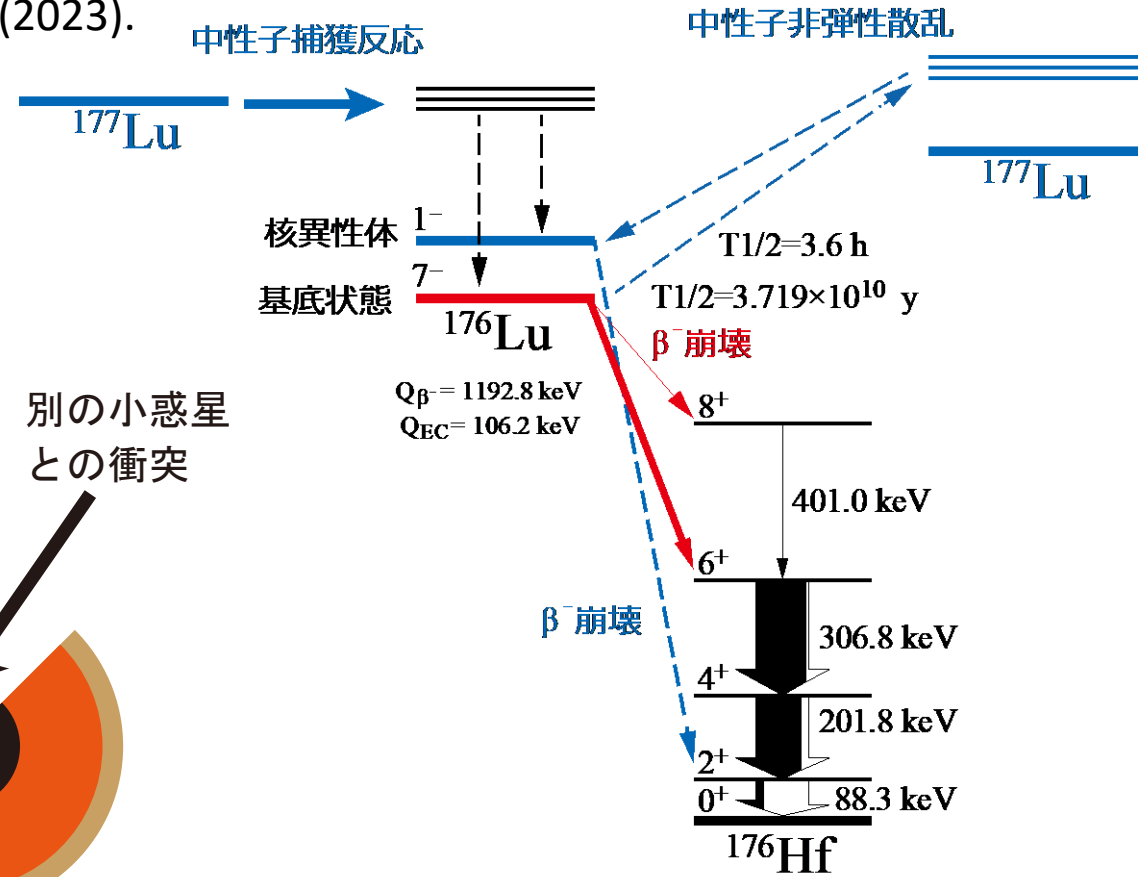 (2023).
中性子捕獲反応
中性子非弾性散乱
¹⁷⁷Lu
¹⁷⁷Lu
核異性体
1⁻
T1/2=3.6 h
基底状態
7⁻
T1/2=3.719×10¹⁰ y
¹⁷⁶Lu
β⁻崩壊
Qβ-= 1192.8 keV
QEC= 106.2 keV
別の小惑星
との衝突
8⁺
401.0 keV
6⁺
β⁻崩壊
306.8 keV
4⁺
201.8 keV
2⁺
88.3 keV
0⁺
¹⁷⁶Hf